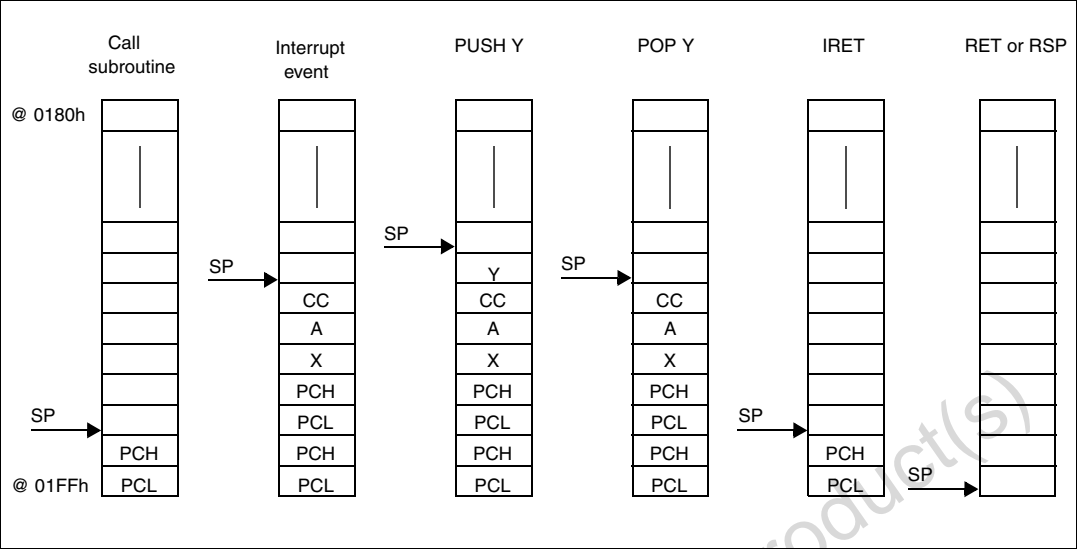 Call subroutine
Interrupt event
PUSH Y
POP Y
IRET
RET or RSP
@ 0180h
SP
SP
Y
SP
CC
CC
CC
A
A
A
X
X
X
PCH
PCH
PCH
SP
PCL
PCL
PCL
SP
PCH
PCH
PCH
PCH
PCH
@ 01FFh
PCL
PCL
PCL
PCL
PCL
SP